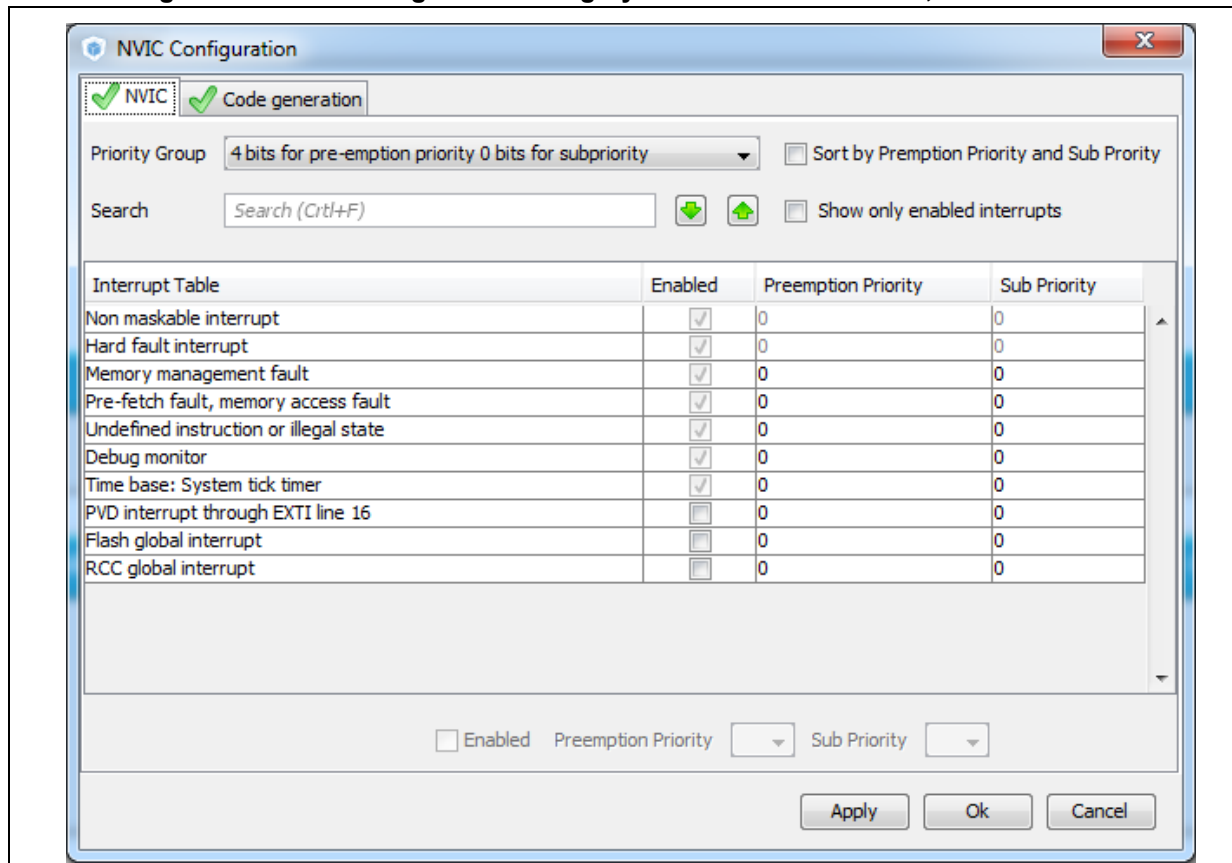 NVIC Configuration
NVIC Code generation
Priority Group 4 bits for pre-emption priority 0 bits for subpriority Sort by Premption Priority and Sub Prority
Search Search (Crtl+F) Show only enabled interrupts
Interrupt Table Enabled Preemption Priority Sub Priority
Non maskable interrupt 0 0
Hard fault interrupt 0 0
Memory management fault 0 0
Pre-fetch fault, memory access fault 0 0
Undefined instruction or illegal state 0 0
Debug monitor 0 0
Time base: System tick timer 0 0
PVD interrupt through EXTI line 16 0 0
Flash global interrupt 0 0
RCC global interrupt 0 0
Enabled Preemption Priority Sub Priority
Apply Ok Cancel